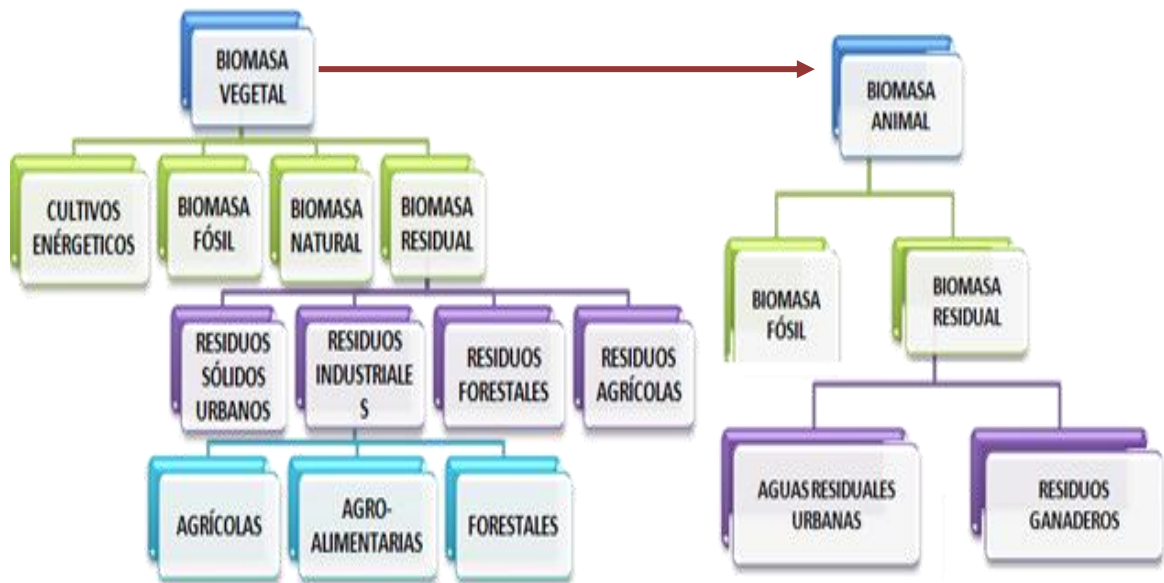 BIOMASA
VEGETAL
BIOMASA
ANIMAL
CULTIVOS
ENÉRGETICOS
BIOMASA
FÓSIL
BIOMASA
NATURAL
BIOMASA
RESIDUAL
BIOMASA
FÓSIL
BIOMASA
RESIDUAL
RESIDUOS
SÓLIDOS
URBANOS
RESIDUOS
INDUSTRIALE
S
RESIDUOS
FORESTALES
RESIDUOS
AGRÍCOLAS
AGUAS RESIDUALES
URBANAS
RESIDUOS
GANADEROS
AGRÍCOLAS
AGRO-
ALIMENTARIAS
FORESTALES